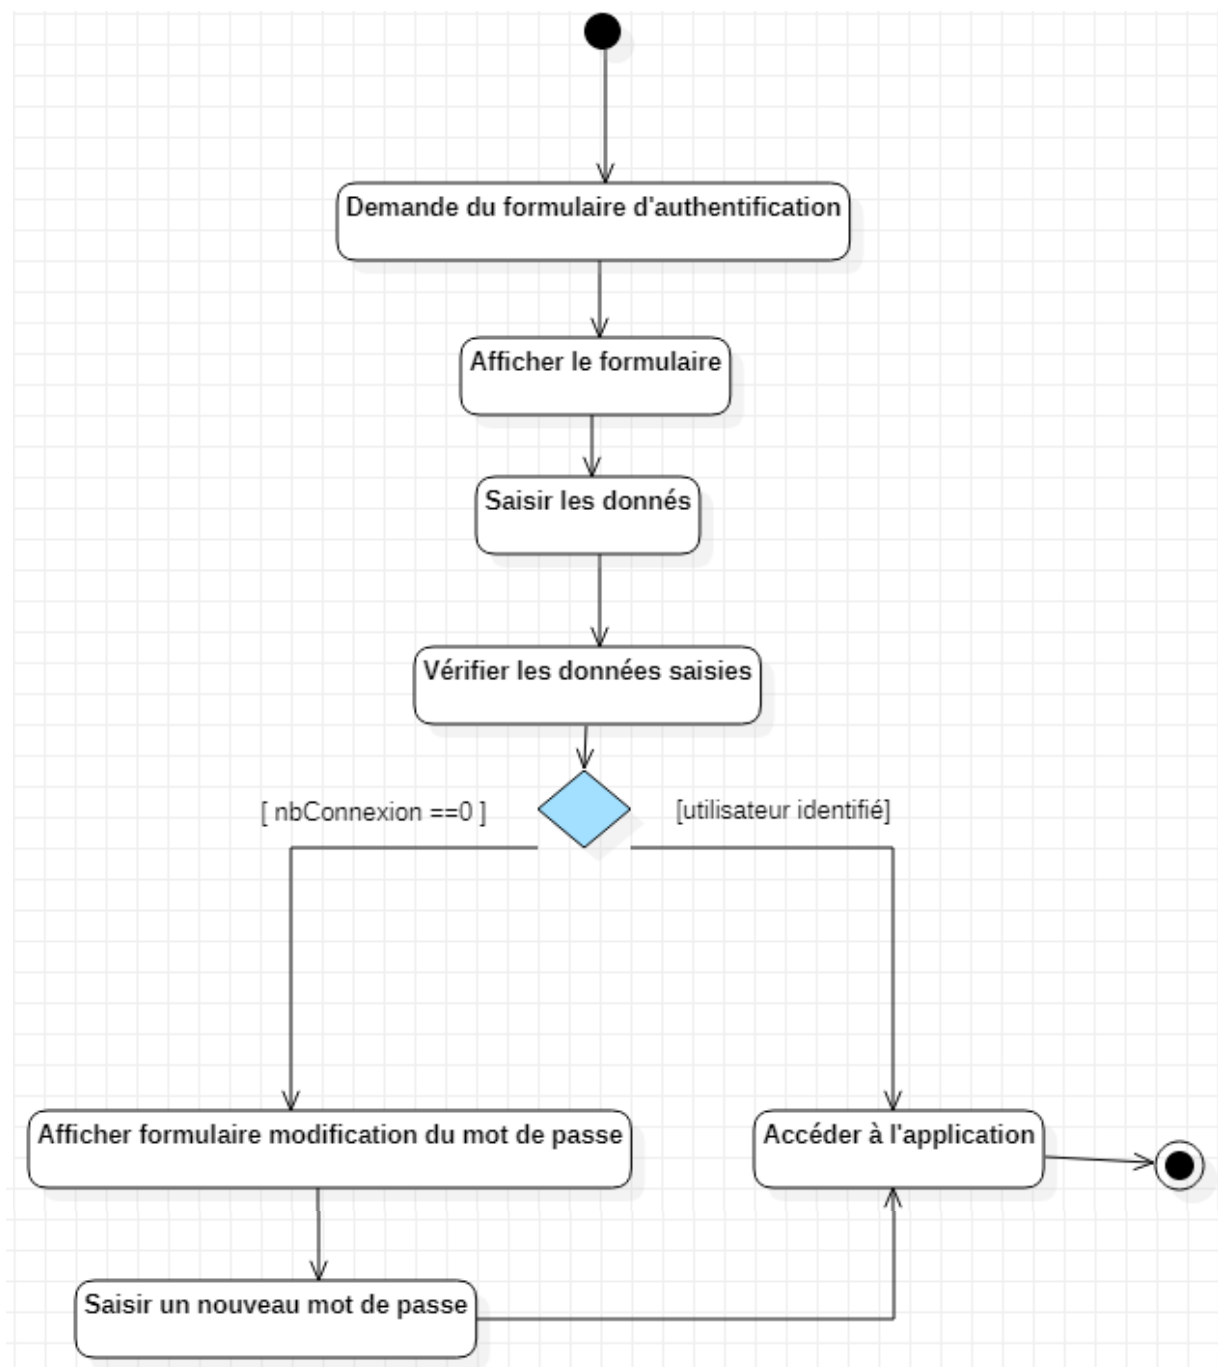 Demande du formulaire d'authentification
Afficher le formulaire
Saisir les donnés
Vérifier les données saisies
[ nbConnexion ==0 ]
[utilisateur identifié]
Afficher formulaire modification du mot de passe
Accéder à l'application
Saisir un nouveau mot de passe